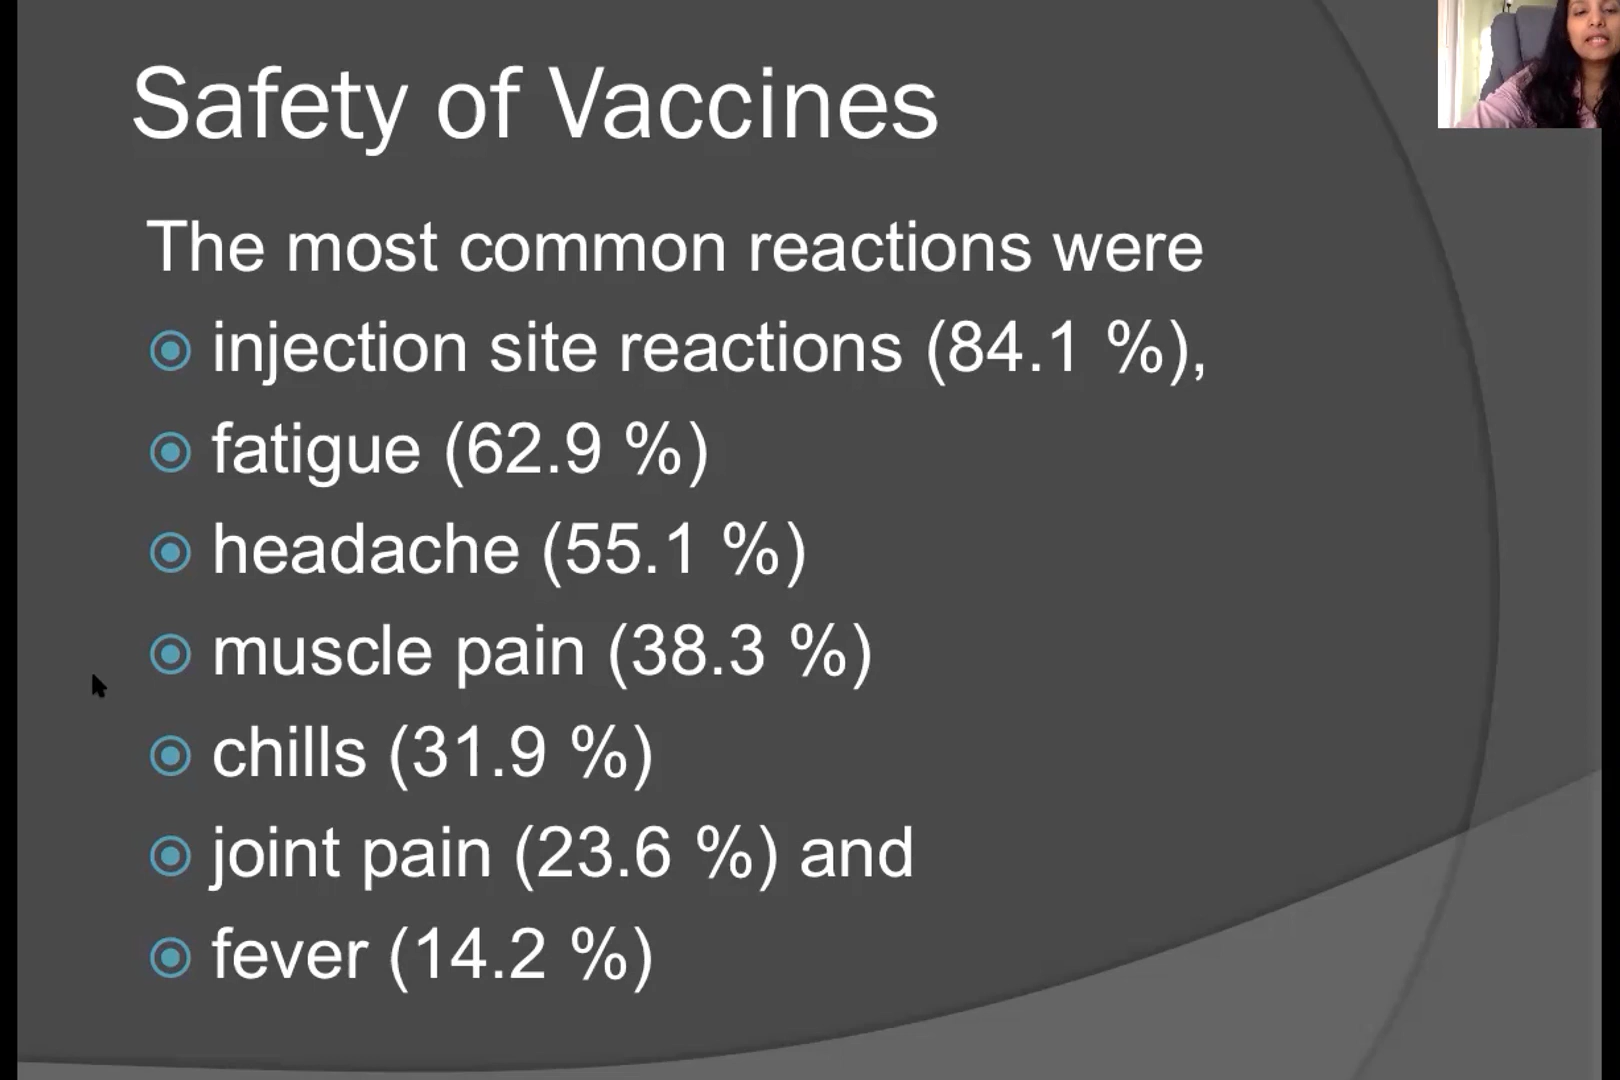 Safety of Vaccines
The most common reactions were
injection site reactions (84.1 %),
fatigue (62.9 %)
headache (55.1 %)
muscle pain (38.3 %)
chills (31.9 %)
joint pain (23.6 %) and
fever (14.2 %)